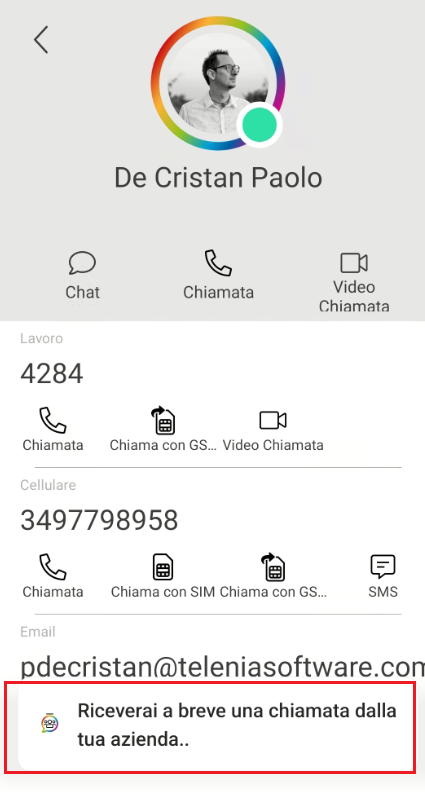 De Cristan Paolo
Chat
Chiamata
Video
Chiamata
Lavoro
4284
Chiamata
Chiama con GS...
Video Chiamata
Cellulare
3497798958
Chiamata
Chiama con SIM
Chiama con GS...
SMS
Email
pdecristan@teleniasoftware.com
Riceverai a breve una chiamata dalla
tua azienda..